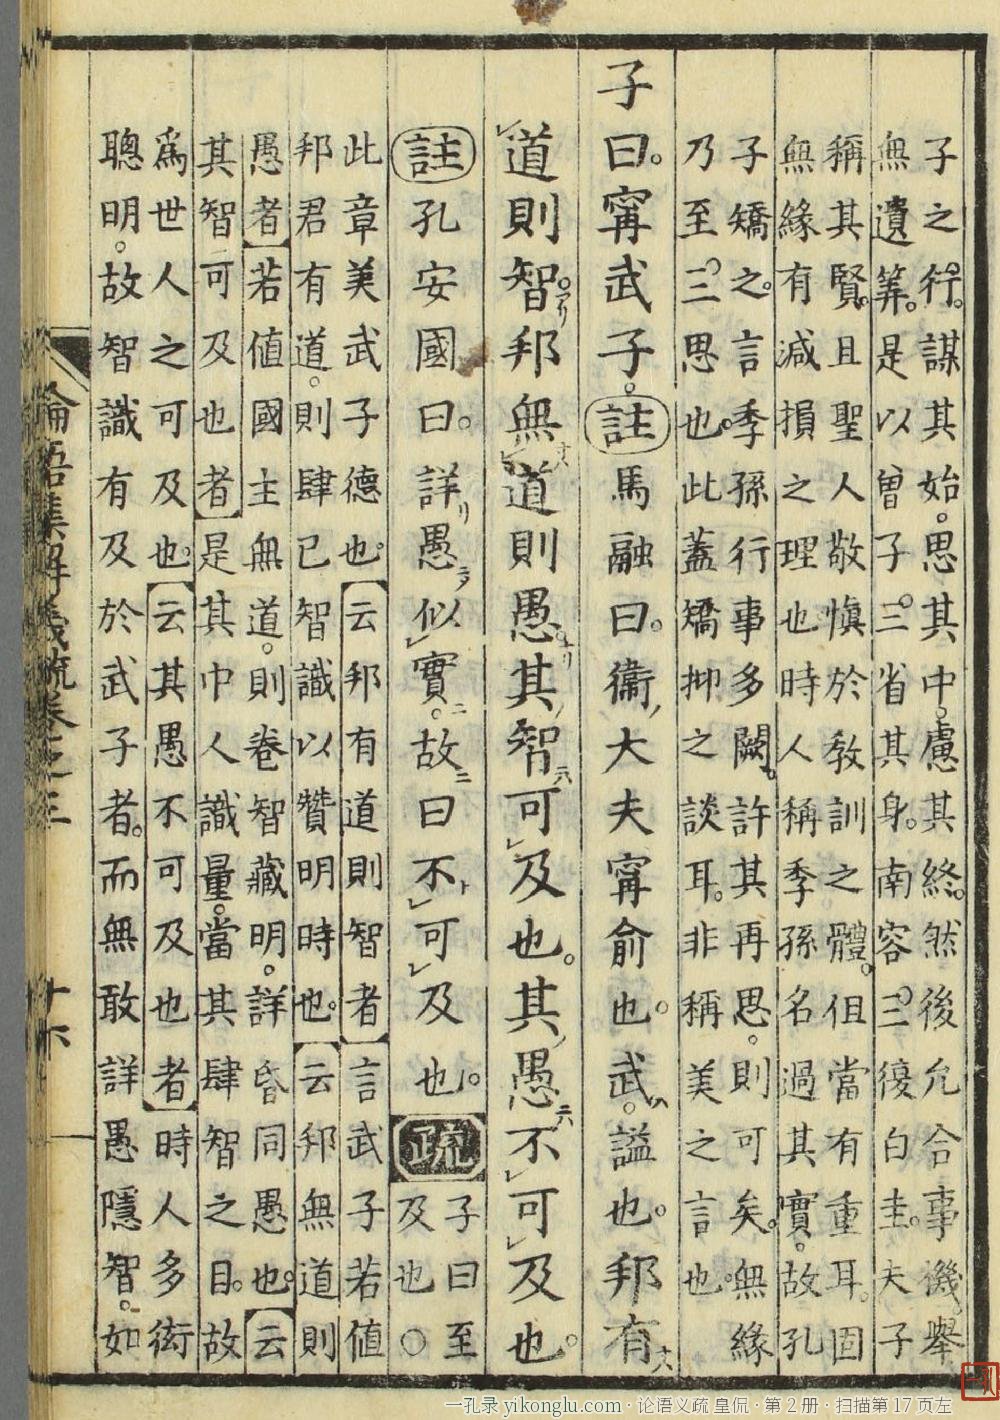 子之行謀其始思其中慮其終然後允合事機舉
無遺筭是以曾子三省其身南容三復白圭夫子
稱其賢且聖人敬愼於教訓之體但當有重耳固
無緣有減損之理也時人稱季孫名過其實故孔
子矯之言季孫行事多闕許其再思則可矣無緣
乃至三思也此蓋矯抑之談耳非稱美之言也
子曰甯武子註馬融曰衞大夫甯俞也武謚也邦有
道則智邦無道則愚其智可及也其愚不可及也
註孔安國曰詳愚似實故曰不可及也疏子曰至
及也〇
此章美武子德也云邦有道則智者言武子若値
邦君有道則肆已智識以贊明時也云邦無道則
愚者若値國主無道則卷智藏明詳昏同愚也云
其智可及也者是其中人識量當其肆智之目故
爲世人之可及也云其愚不可及也者時人多衒
聰明故智識有及於武子者而無敢詳愚隱智如
論語集解義疏卷之三
十六
一孔录 yikonglu.com · 论语义疏 皇侃 · 第 2 册 · 扫描第 17 页左